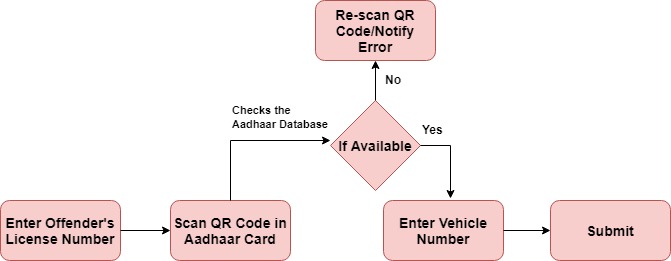 Re-scan QR
Code/Notify
Error
No
Checks the
Aadhaar Database
If Available
Yes
Enter Offender's
License Number
Scan QR Code in
Aadhaar Card
Enter Vehicle
Number
Submit